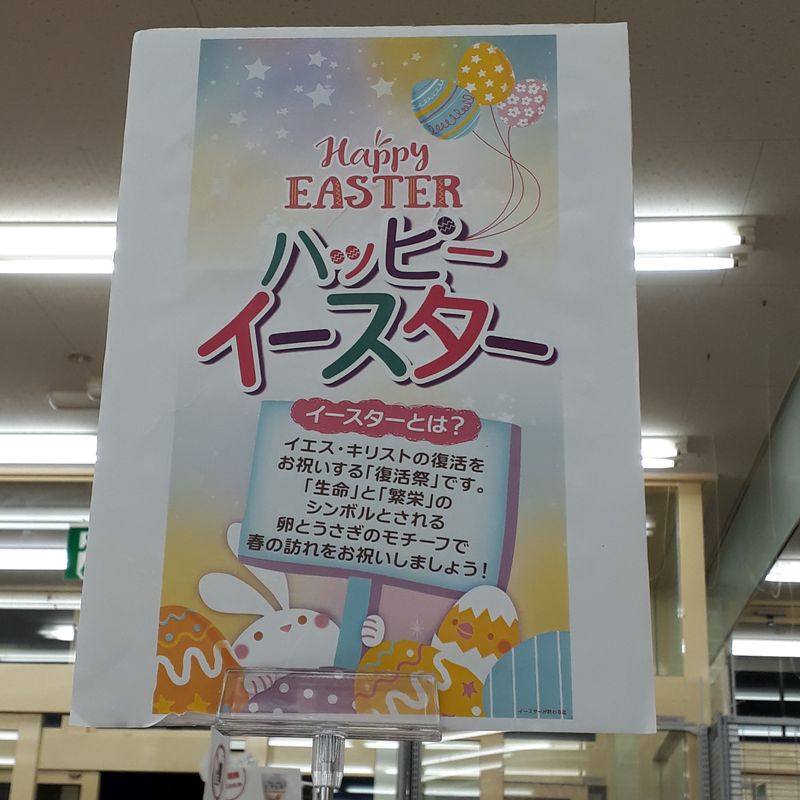 Happy
EASTER
ハッピー
イースター
イースターとは?
イエス・キリストの復活を
お祝いする「復活祭」です。
「生命」と「繁栄」の
シンボルとされる
卵とうさぎのモチーフで
春の訪れをお祝いしましょう!